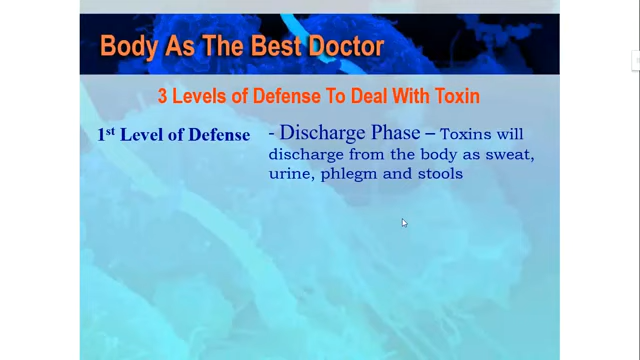 Body As The Best Doctor
3 Levels of Defense To Deal With Toxin
1st Level of Defense - Discharge Phase – Toxins will
discharge from the body as sweat,
urine, phlegm and stools